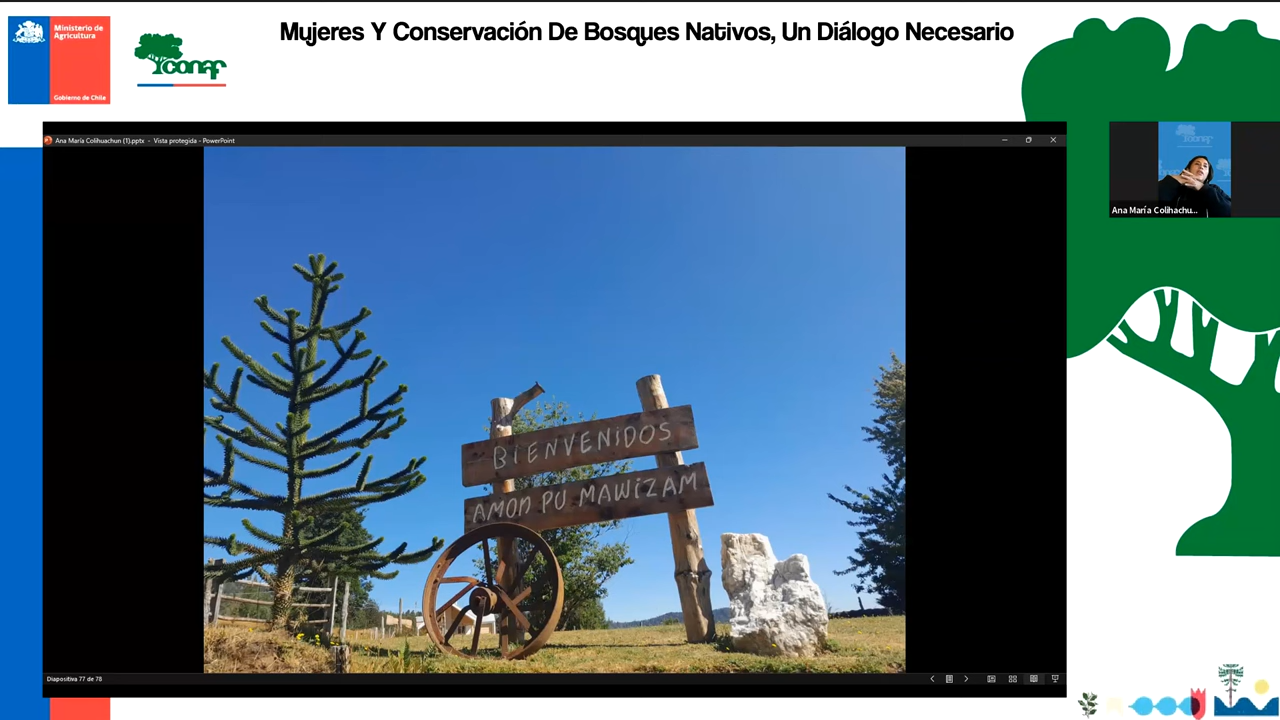 Mujeres Y Conservación De Bosques Nativos, Un Diálogo Necesario
Ministerio de
Agricultura
Gobierno de Chile
conaf
Ana María Colihuachun (1).pptx - Vista protegida - PowerPoint
Ana María Colihachu...
BIENVENIDOS
AMON PU MAWIZAM
Diapositiva 77 de 78